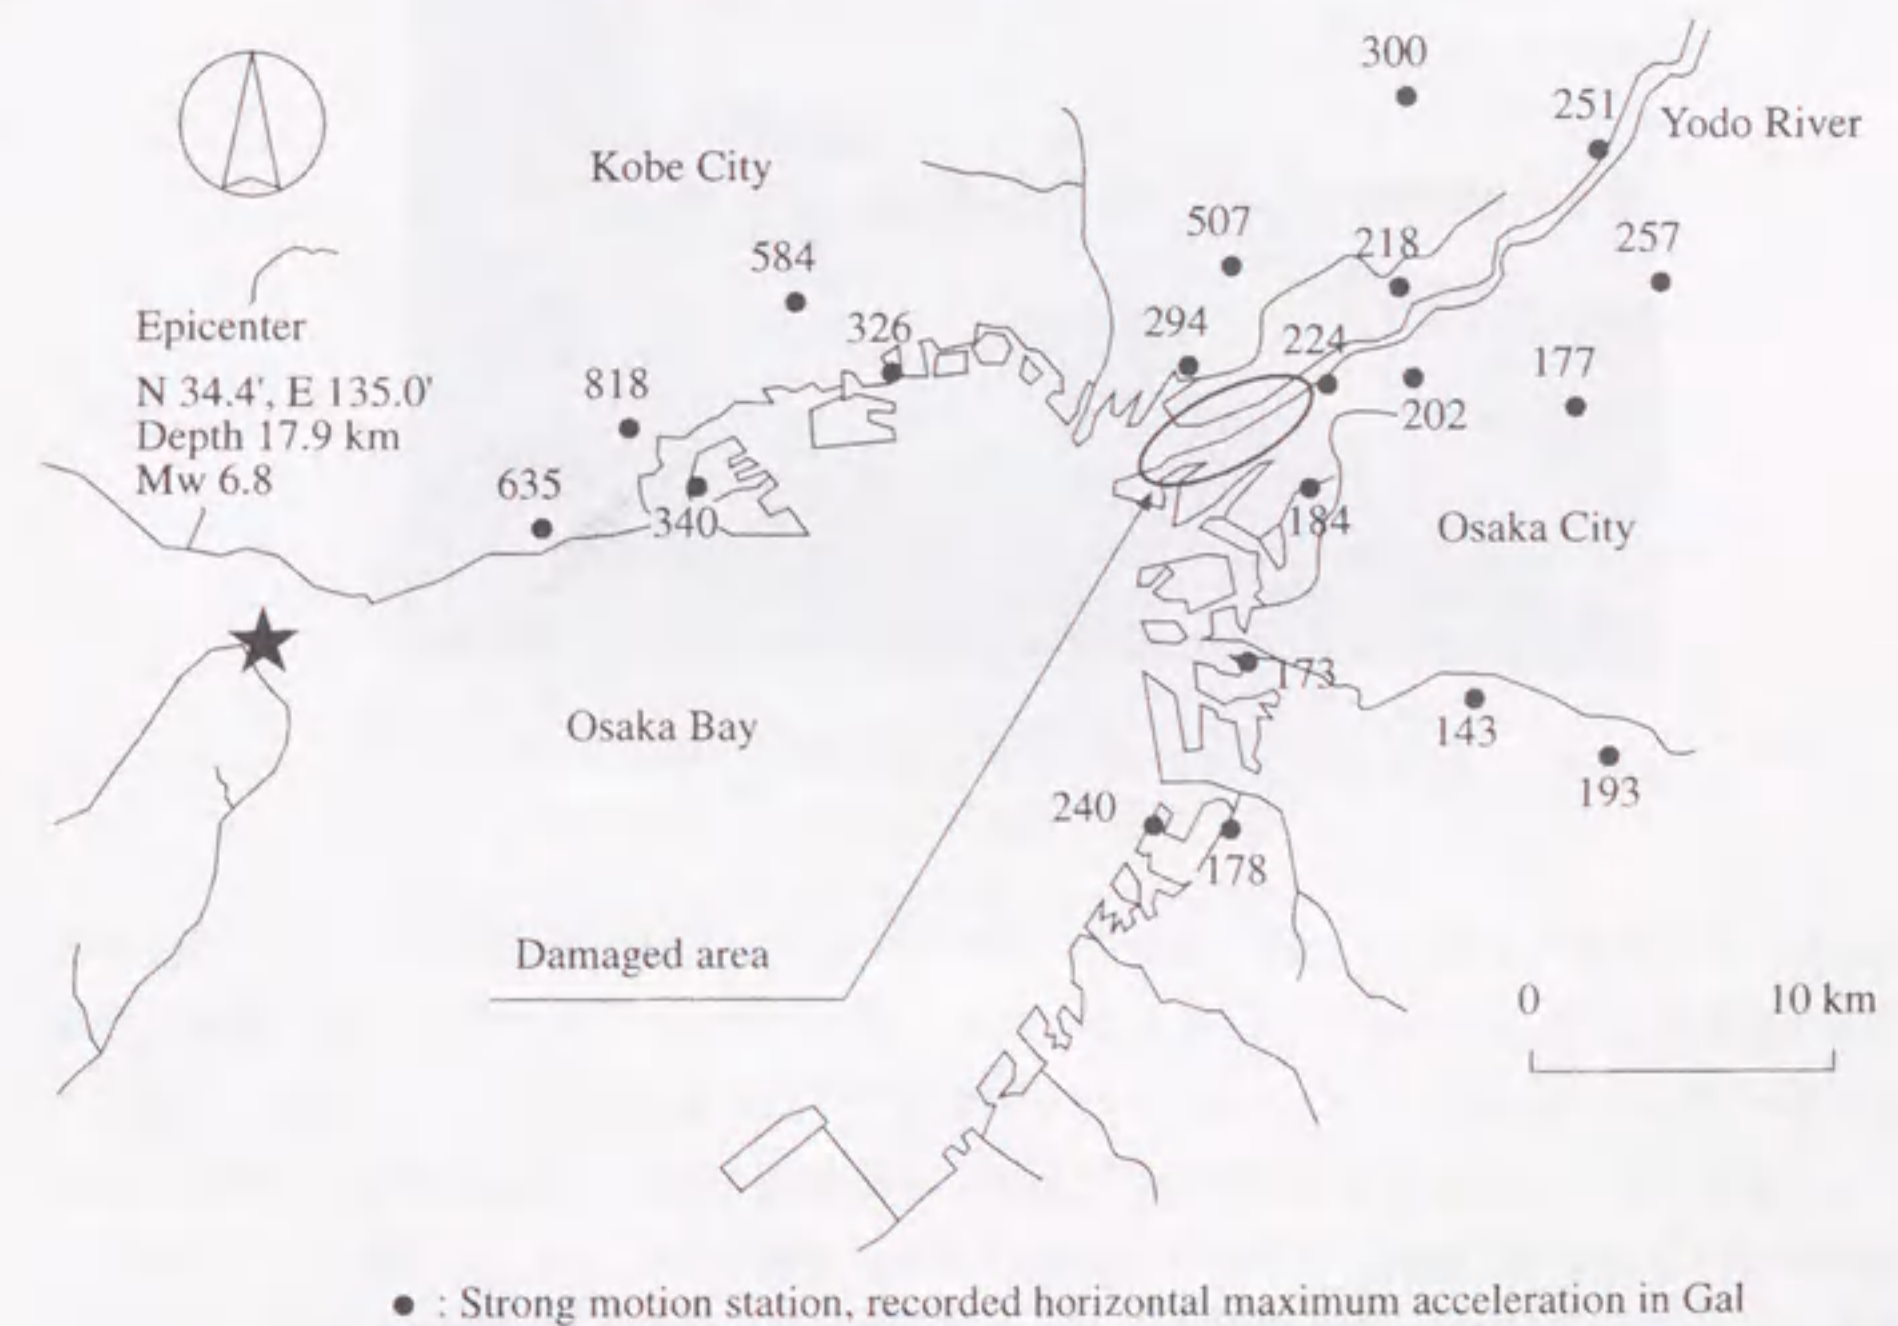 300
251
Yodo River
Kobe City
507
218
257
584
Epicenter
326
294
224
177
N 34.4', E 135.0'
818
202
Depth 17.9 km
Mw 6.8
635
340
184
Osaka City
173
Osaka Bay
143
193
240
178
Damaged area
0 10 km
● : Strong motion station, recorded horizontal maximum acceleration in Gal